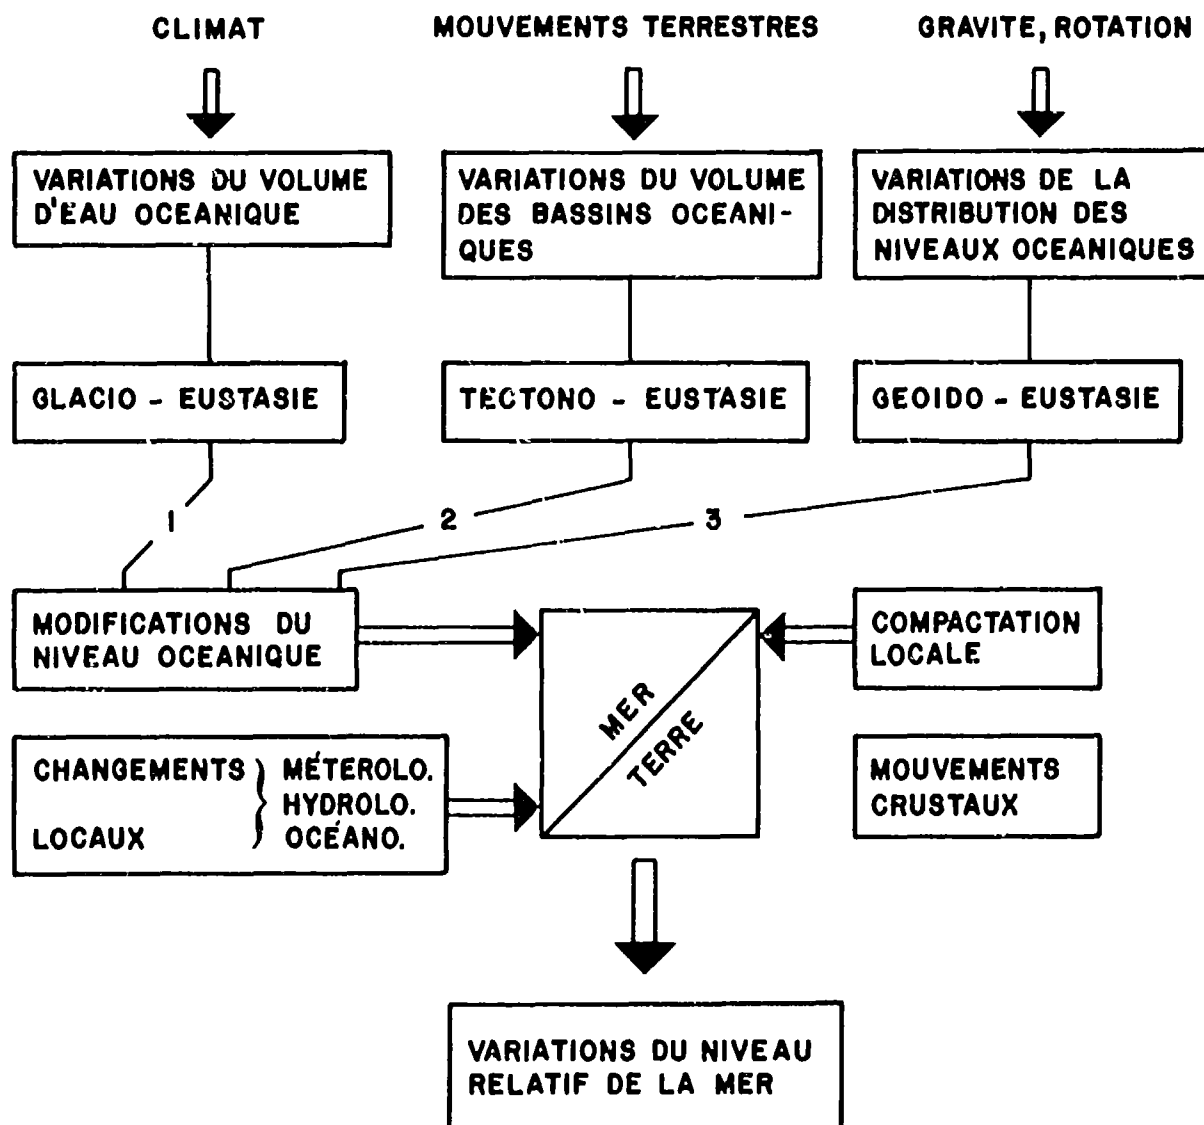 CLIMAT
MOUVEMENTS TERRESTRES
GRAVITE, ROTATION
VARIATIONS DU VOLUME
D'EAU OCEANIQUE
VARIATIONS DU VOLUME
DES BASSINS OCEANI-
QUES
VARIATIONS DE LA
DISTRIBUTION DES
NIVEAUX OCEANIQUES
GLACIO - EUSTASIE
TECTONO - EUSTASIE
GEOIDO - EUSTASIE
1
2
3
MODIFICATIONS DU
NIVEAU OCEANIQUE
COMPACTATION
LOCALE
MER
TERRE
CHANGEMENTS } MÉTEROLO.
HYDROLO.
LOCAUX OCÉANO.
MOUVEMENTS
CRUSTAUX
VARIATIONS DU NIVEAU
RELATIF DE LA MER